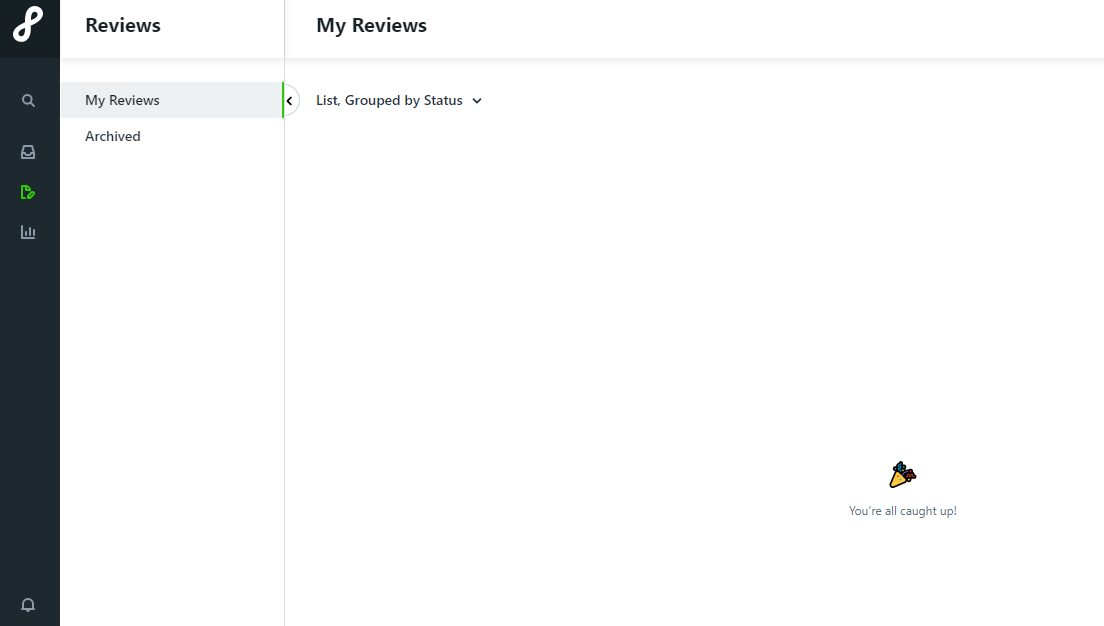 Reviews
My Reviews
Archived
My Reviews
List, Grouped by Status
You're all caught up!